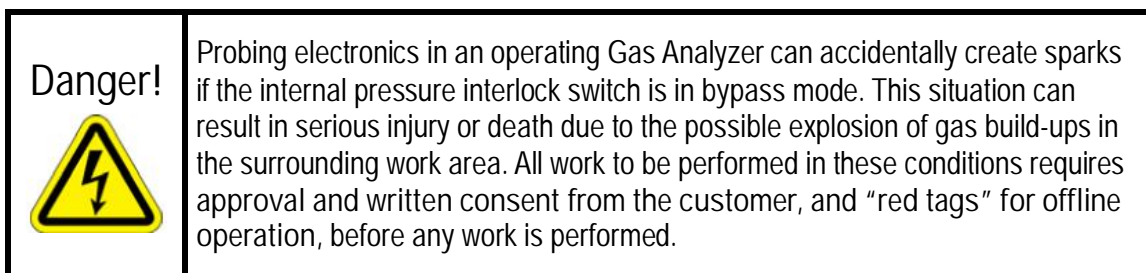 Danger!
Probing electronics in an operating Gas Analyzer can accidentally create sparks
if the internal pressure interlock switch is in bypass mode. This situation can
result in serious injury or death due to the possible explosion of gas build-ups in
the surrounding work area. All work to be performed in these conditions requires
approval and written consent from the customer, and “red tags” for offline
operation, before any work is performed.